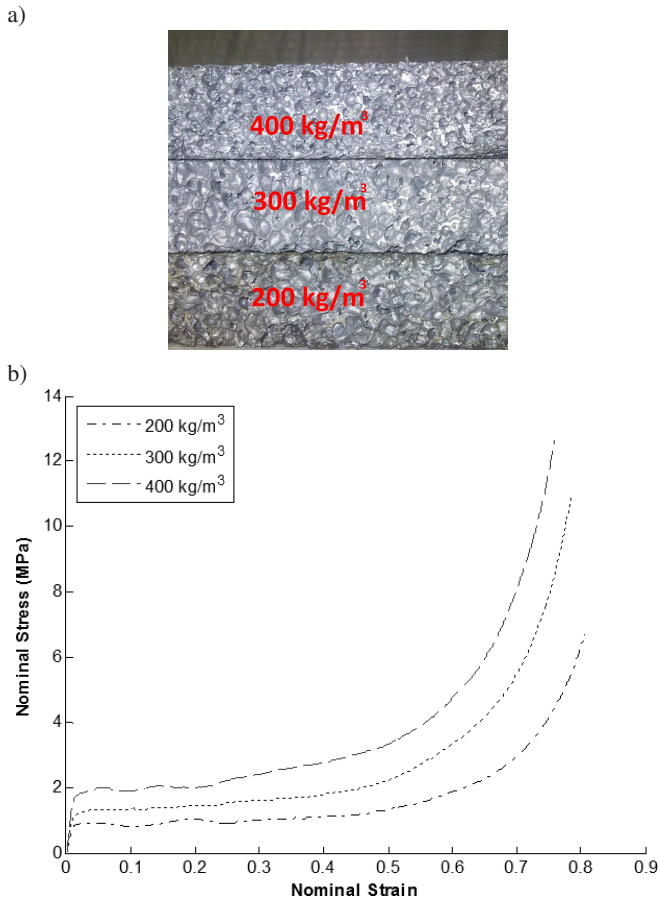 a)
400 kg/m³
300 kg/m³
200 kg/m³
b)
14
12
10
8
6
4
2
0
Nominal Stress (MPa)
200 kg/m³
300 kg/m³
400 kg/m³
0 0.1 0.2 0.3 0.4 0.5 0.6 0.7 0.8 0.9
Nominal Strain